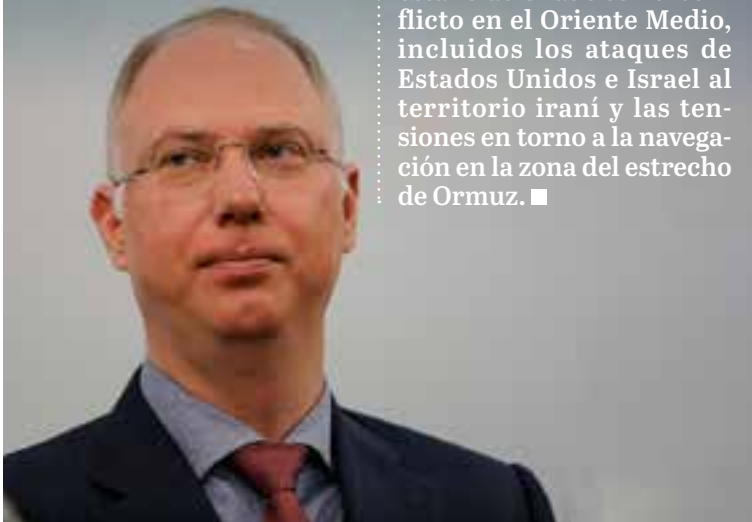 flicto en el Oriente Medio,
incluidos los ataques de
Estados Unidos e Israel al
territorio iraní y las ten-
siones en torno a la navega-
ción en la zona del estrecho
de Ormuz. ■